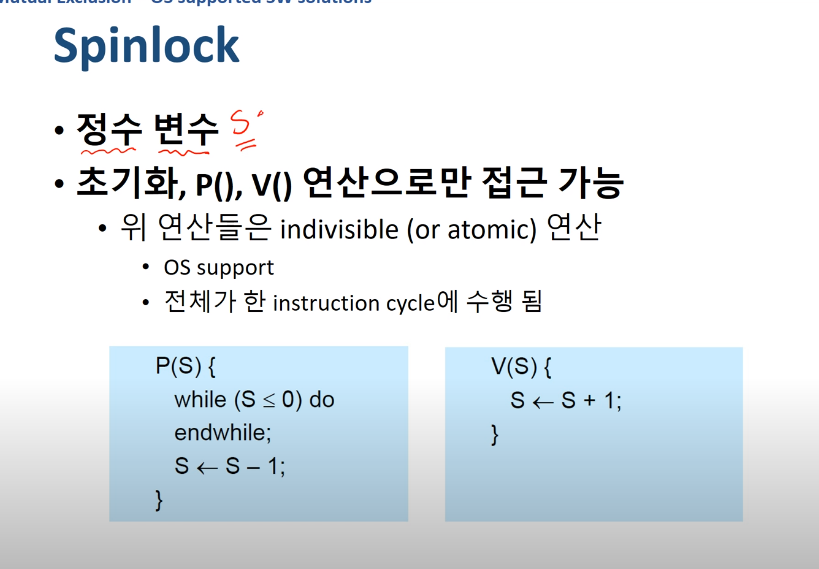 Mutual Exclusion – OS supported SW solutions
Spinlock
• 정수 변수 S
• 초기화, P(), V() 연산으로만 접근 가능
• 위 연산들은 indivisible (or atomic) 연산
• OS support
• 전체가 한 instruction cycle에 수행 됨
P(S) {
while (S ≤ 0) do
endwhile;
S ← S – 1;
}
V(S) {
S ← S + 1;
}